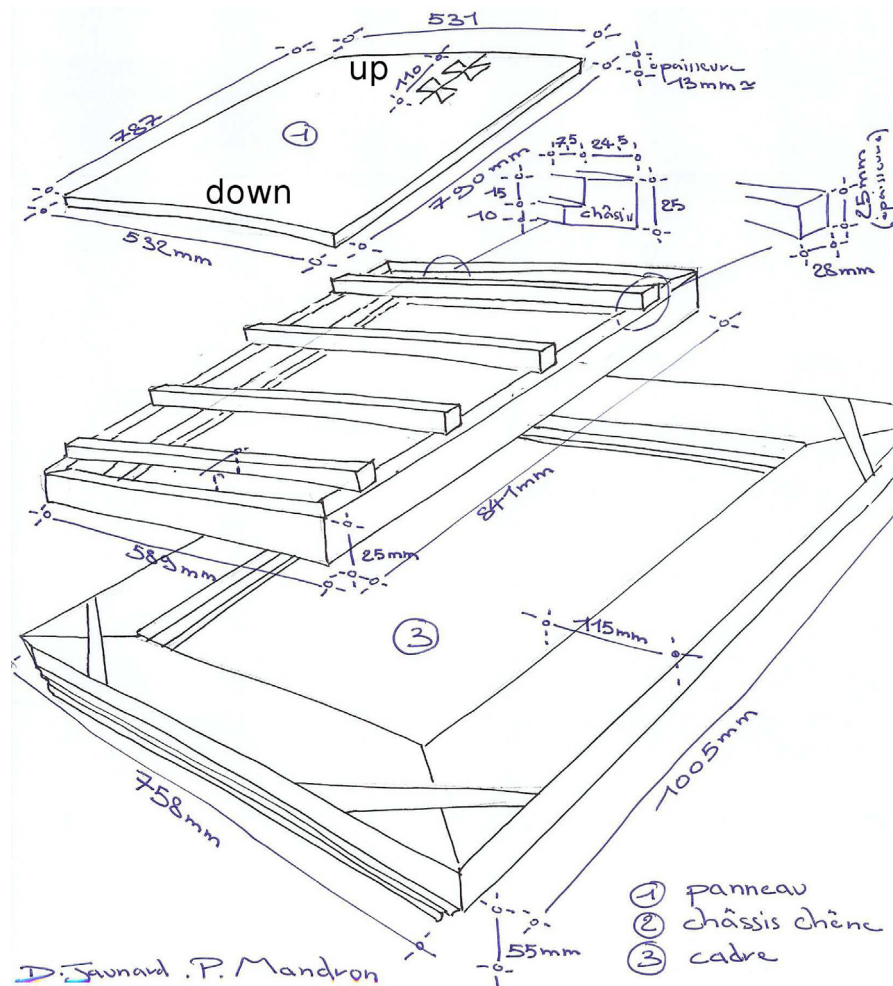 531
up
110
épaisseur
13mm ≃
787
①
down
790mm
532mm
7,5
24,5
15
10
châssis
25
25mm
(épaisseur)
28mm
841mm
589mm
25mm
③
115mm
758mm
1005mm
55mm
① panneau
② châssis chêne
③ cadre
D. Jaunard . P. Mandron